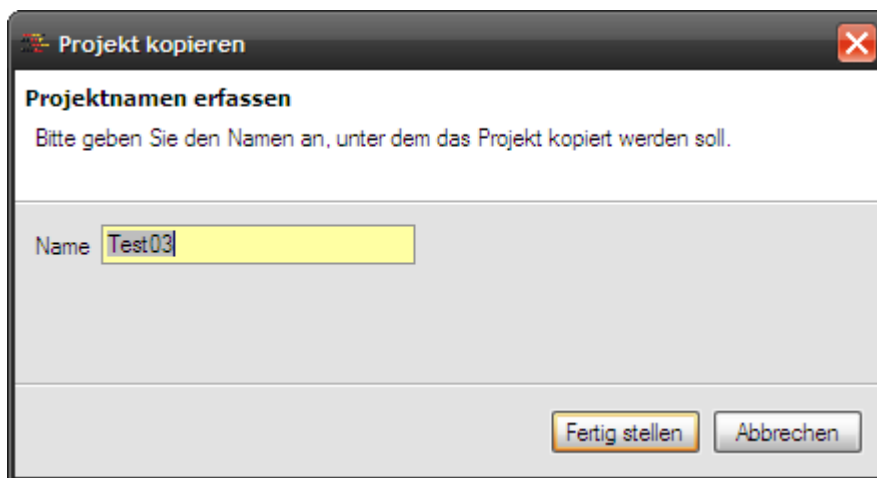 Projekt kopieren
Projektnamen erfassen
Bitte geben Sie den Namen an, unter dem das Projekt kopiert werden soll.
Name Test03
Fertig stellen Abbrechen